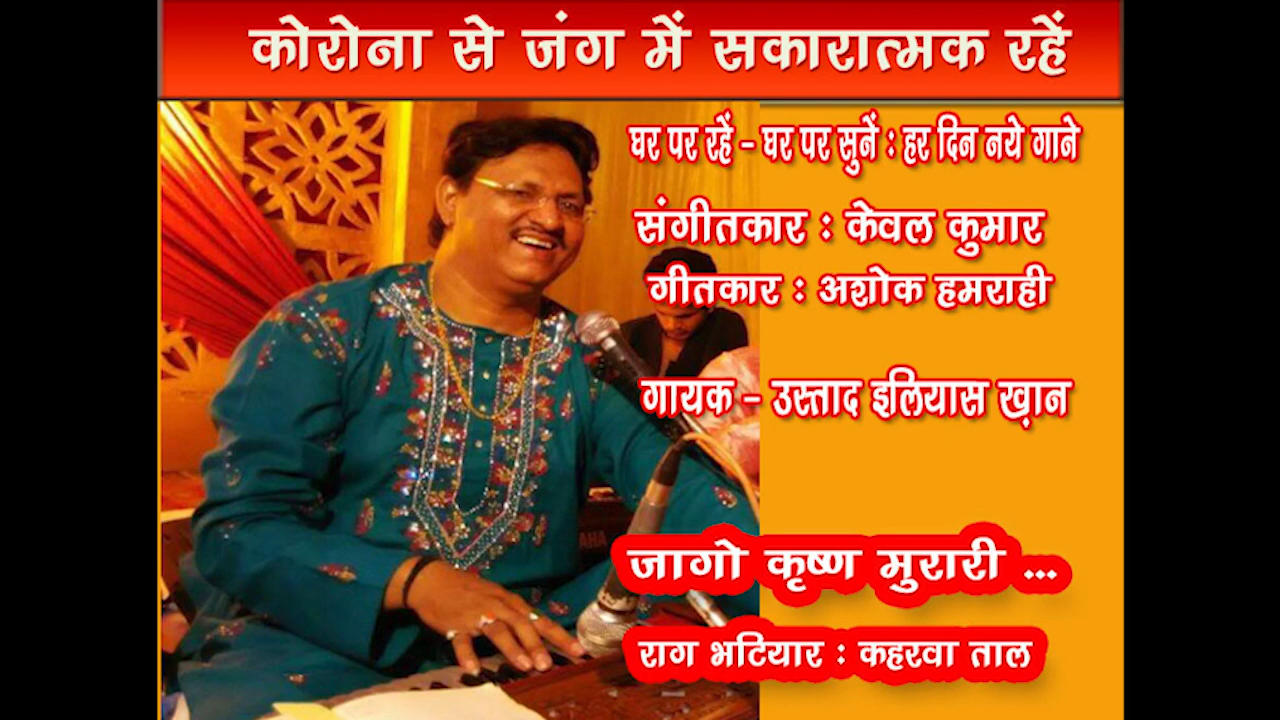 कोरोना से जंग में सकारात्मक रहें
घर पर रहें - घर पर सुनें : हर दिन नये गाने
संगीतकार : केवल कुमार
गीतकार : अशोक हमराही
गायक - उस्ताद इलियास ख़ान
AHA
जागो कृष्ण मुरारी ...
राग भटियार : कहरवा ताल